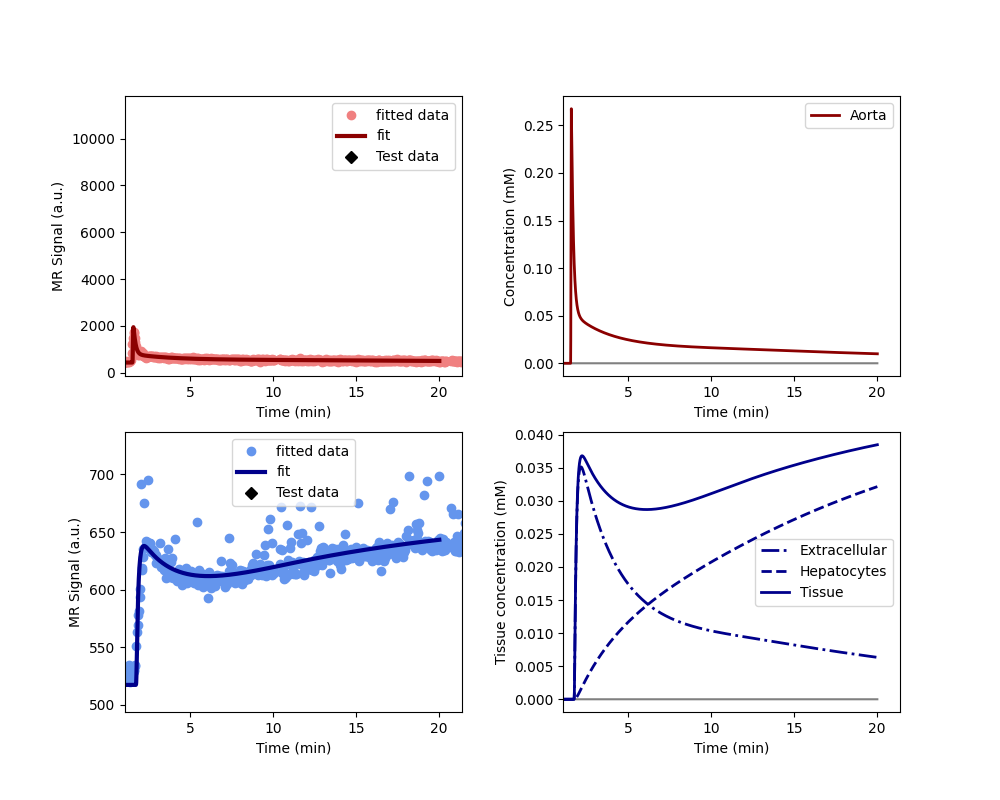 MR Signal (a.u.)
10000
8000
6000
4000
2000
0
fitted data
fit
Test data
5 10 15 20
Time (min)
Concentration (mM)
0.25
0.20
0.15
0.10
0.05
0.00
Aorta
5 10 15 20
Time (min)
MR Signal (a.u.)
700
650
600
550
500
fitted data
fit
Test data
5 10 15 20
Time (min)
Tissue concentration (mM)
0.040
0.035
0.030
0.025
0.020
0.015
0.010
0.005
0.000
Extracellular
Hepatocytes
Tissue
5 10 15 20
Time (min)